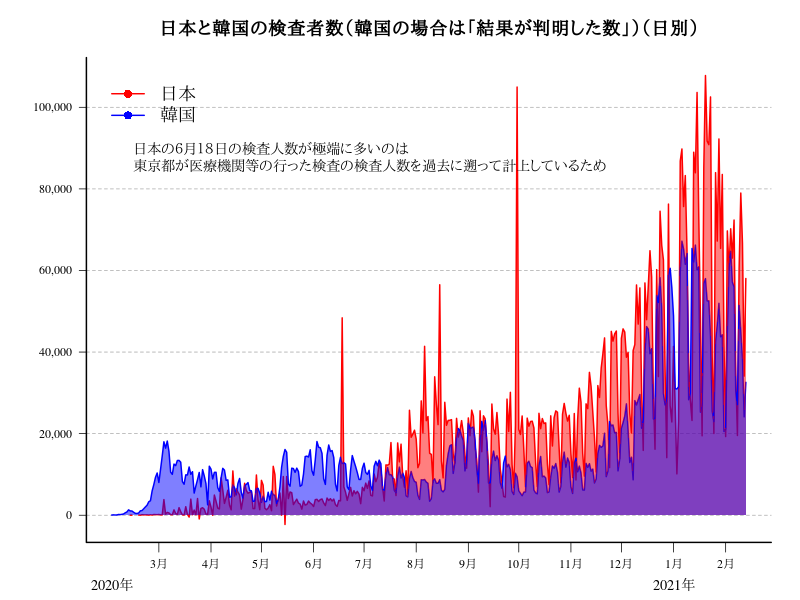 日本と韓国の検査者数(韓国の場合は「結果が判明した数」)(日別)
日本
韓国
日本の6月18日の検査人数が極端に多いのは
東京都が医療機関等の行った検査の検査人数を過去に遡って計上しているため
100,000
80,000
60,000
40,000
20,000
0
3月 4月 5月 6月 7月 8月 9月 10月 11月 12月 1月 2月
2020年 2021年